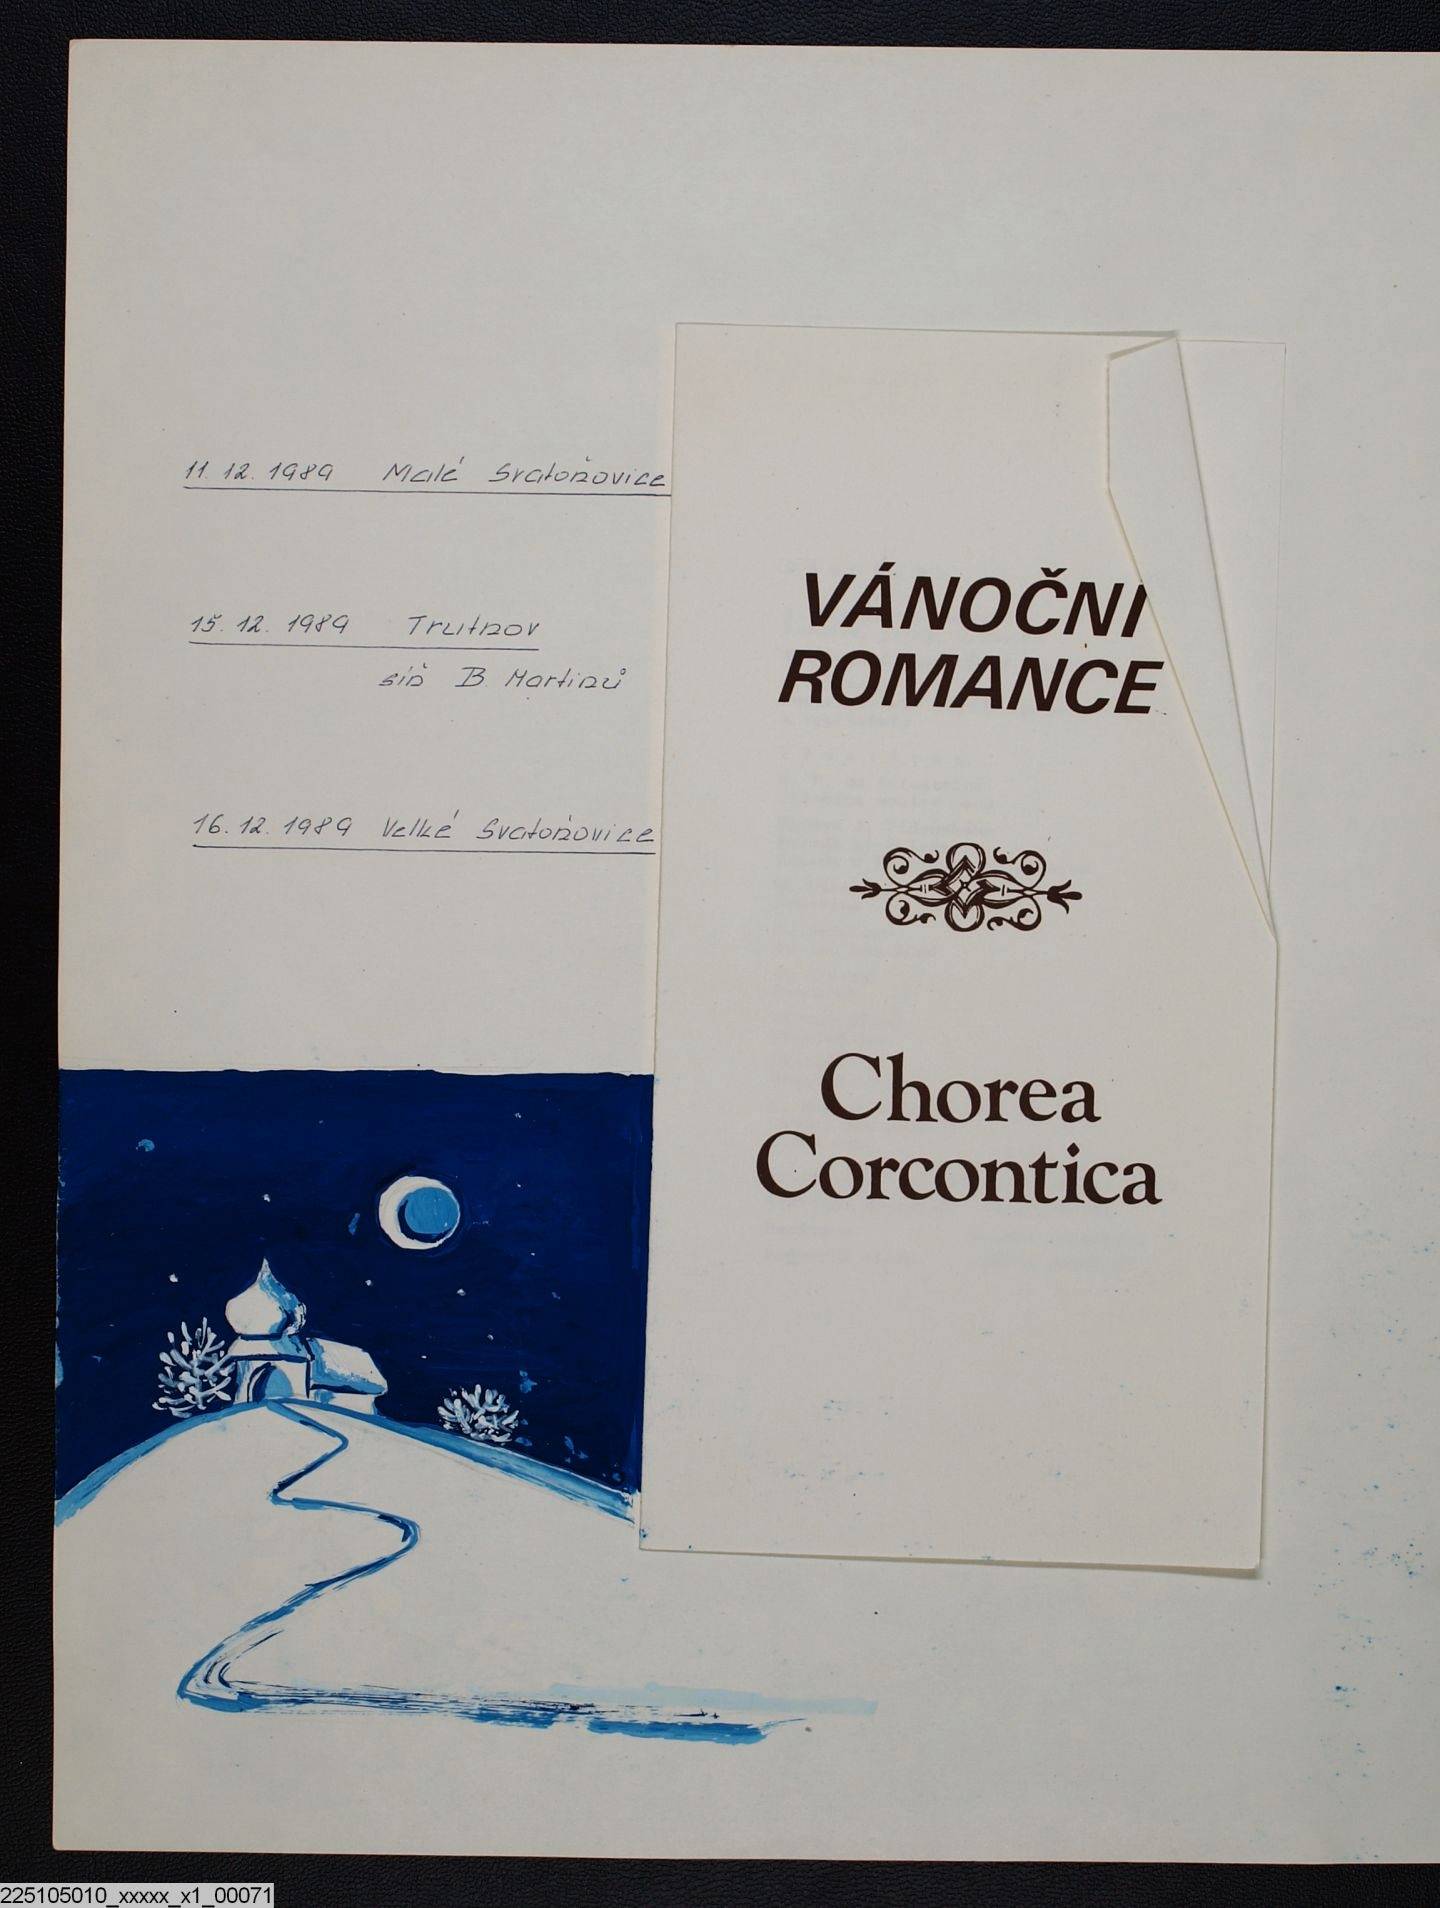 11. 12. 1989 Malé Svatoňovice
15. 12. 1989 Trutnov
síň B. Martinů
16. 12. 1989 Velké Svatoňovice
VÁNOČNI
ROMANCE
Chorea
Corcontica
225105010_xxxxx_x1_00071